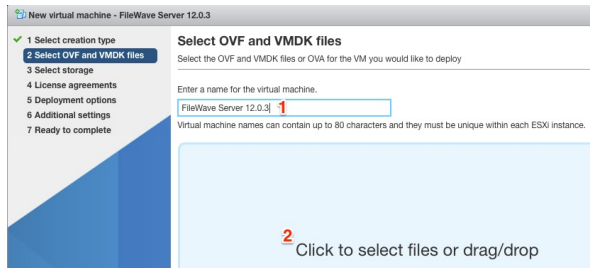 New virtual machine - FileWave Server 12.0.3
1 Select creation type
2 Select OVF and VMDK files
3 Select storage
4 License agreements
5 Deployment options
6 Additional settings
7 Ready to complete
Select OVF and VMDK files
Select the OVF and VMDK files or OVA for the VM you would like to deploy
Enter a name for the virtual machine.
FileWave Server 12.0.3 1
Virtual machine names can contain up to 80 characters and they must be unique within each ESXi instance.
2
Click to select files or drag/drop